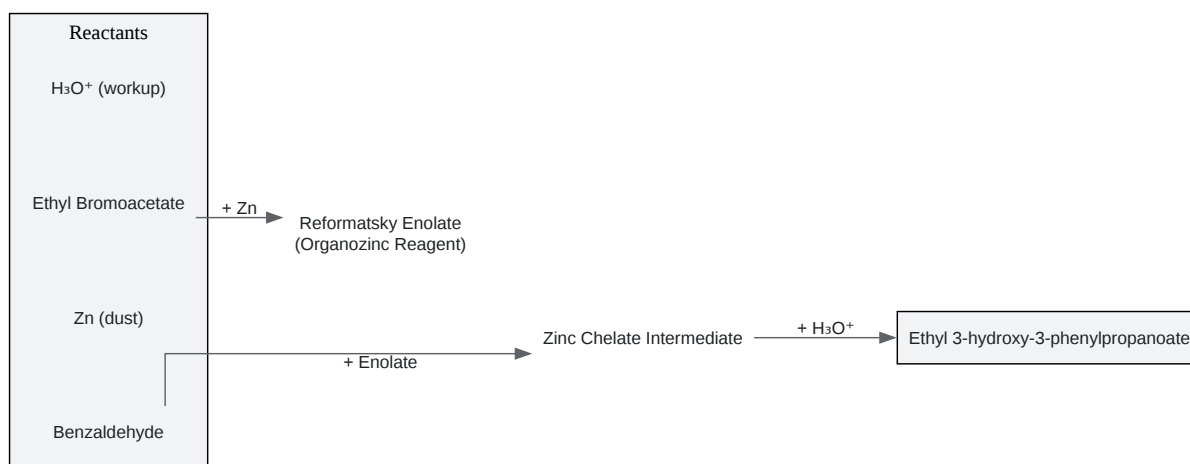 Reactants
H₃O⁺ (workup)
Ethyl Bromoacetate
+ Zn
Reformatsky Enolate
(Organozinc Reagent)
Zn (dust)
+ Enolate
Zinc Chelate Intermediate
+ H₃O⁺
Ethyl 3-hydroxy-3-phenylpropanoate
Benzaldehyde